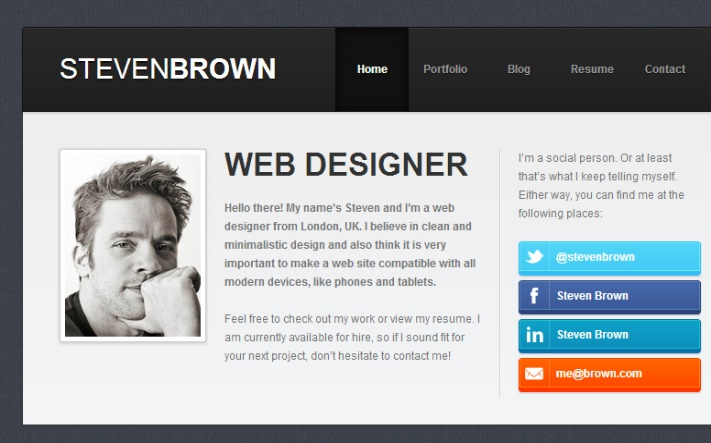 STEVENBROWN
Home
Portfolio
Blog
Resume
Contact
WEB DESIGNER
Hello there! My name's Steven and I'm a web
designer from London, UK. I believe in clean and
minimalistic design and also think it is very
important to make a web site compatible with all
modern devices, like phones and tablets.
Feel free to check out my work or view my resume. I
am currently available for hire, so if I sound fit for
your next project, don't hesitate to contact me!
I'm a social person. Or at least
that's what I keep telling myself.
Either way, you can find me at the
following places:
@stevenbrown
f Steven Brown
in Steven Brown
me@brown.com